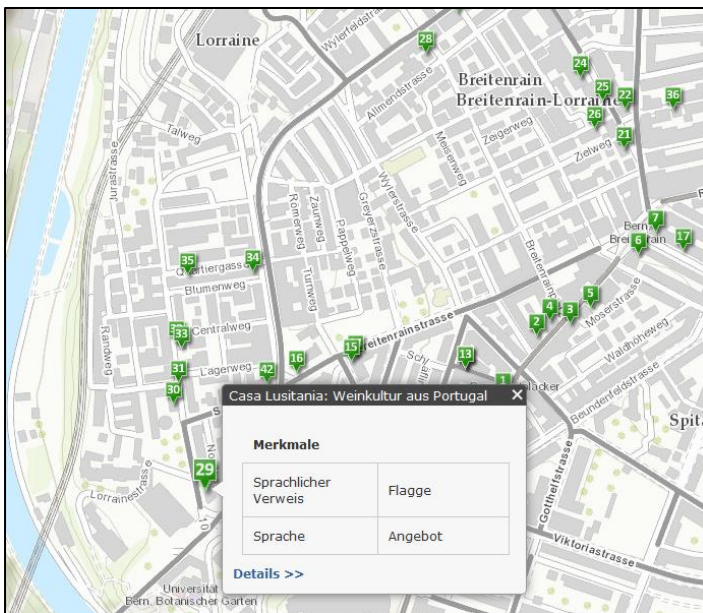 Lorraine
Wylerfeldstrasse
28
Allmendstrasse
24
Breitenrain
Breitenrain-Lorraine
25
22
36
26
21
Talweg
Jurastrasse
Meisenweg
Zeigerweg
Zielweg
Wylerstrasse
Greyerzstrasse
Zaunweg
Römerweg
Pappelweg
Turnweg
7
Bern,
Breitenrain
6
17
35
34
Quartiergasse
Blumenweg
5
4
3
2
Moserstrasse
Waldhöheweg
33
Centralweg
Breitenrainstrasse
15
16
13
1
Randweg
31
Lagerweg
42
30
Beundenfeldstrasse
Casa Lusitania: Weinkultur aus Portugal
Merkmale
Sprachlicher Verweis
Flagge
Sprache
Angebot
Details >>
29
Lorrainestrasse
10
Gotthelfstrasse
Viktoriastrasse
Universität
Bern, Botanischer Garten